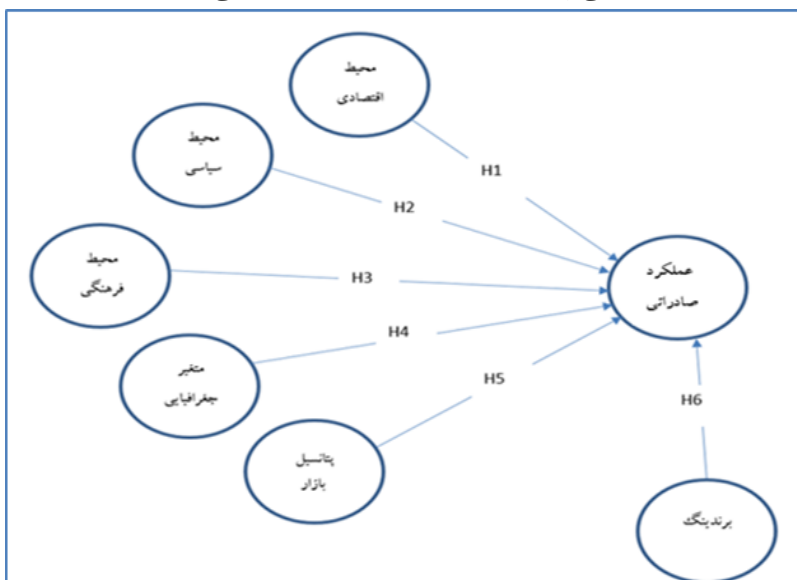 محیط
اقتصادی
محیط
سیاسی
H1
H2
محیط
فرهنگی
H3
عملکرد
صادراتی
متغیر
جغرافیایی
H4
H5
H6
پتانسیل
بازار
برندینگ